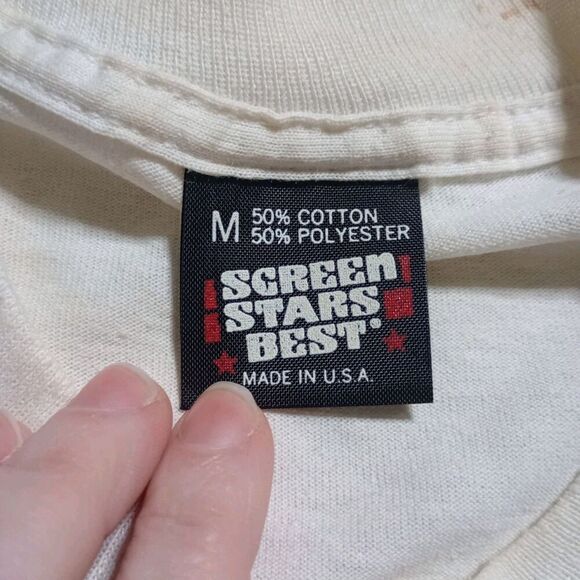 M 50% COTTON
50% POLYESTER
SCREEN
STARS
BEST®
MADE IN U.S.A.